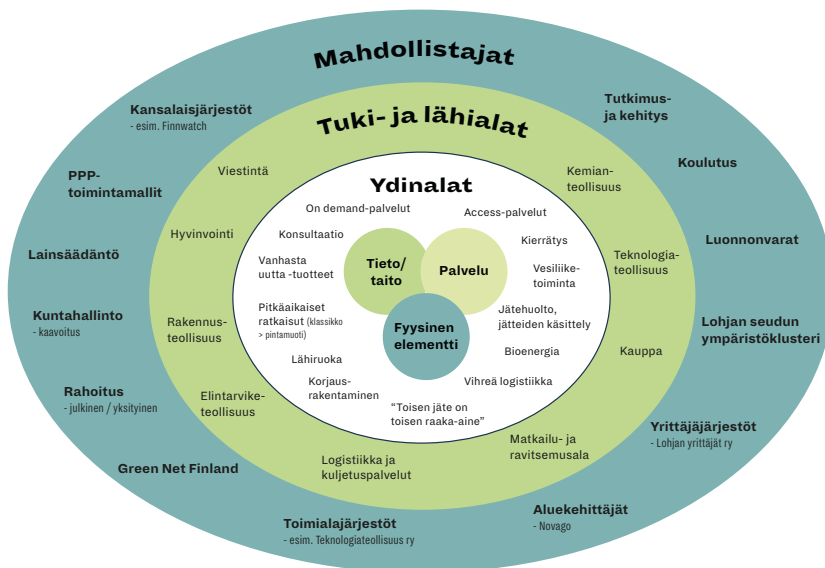 Mahdollistajat
Kansalaisjärjestöt
- esim. Finnwatch
PPP-
toimintamallit
Lainsäädäntö
Kuntahallinto
- kaavoitus
Rahoitus
- julkinen / yksityinen
Green Net Finland
Toimialajärjestöt
- esim. Teknologiateollisuus ry
Aluekehittäjät
- Novago
Yrittäjäjärjestöt
- Lohjan yrittäjät ry
Lohjan seudun
ympäristöklusteri
Luonnonvarat
Koulutus
Tutkimus-
ja kehitys
Tuki- ja lähialat
Viestintä
Hyvinvointi
Rakennus-
teollisuus
Elintarvike-
teollisuus
Logistiikka ja
kuljetuspalvelut
Matkailu- ja
ravitsemusala
Kauppa
Teknologia-
teollisuus
Kemian-
teollisuus
Ydinalat
On demand-palvelut
Konsultaatio
Vanhasta
uutta -tuotteet
Pitkäaikaiset
ratkaisut (klassikko
> pintamuoti)
Lähiruoka
Korjaus-
rakentaminen
"Toisen jäte on
toisen raaka-aine"
Vihreä logistiikka
Bioenergia
Jätehuolto,
jätteiden käsittely
Vesiliike-
toiminta
Kierrätys
Access-palvelut
Tieto/
taito
Palvelu
Fyysinen
elementti